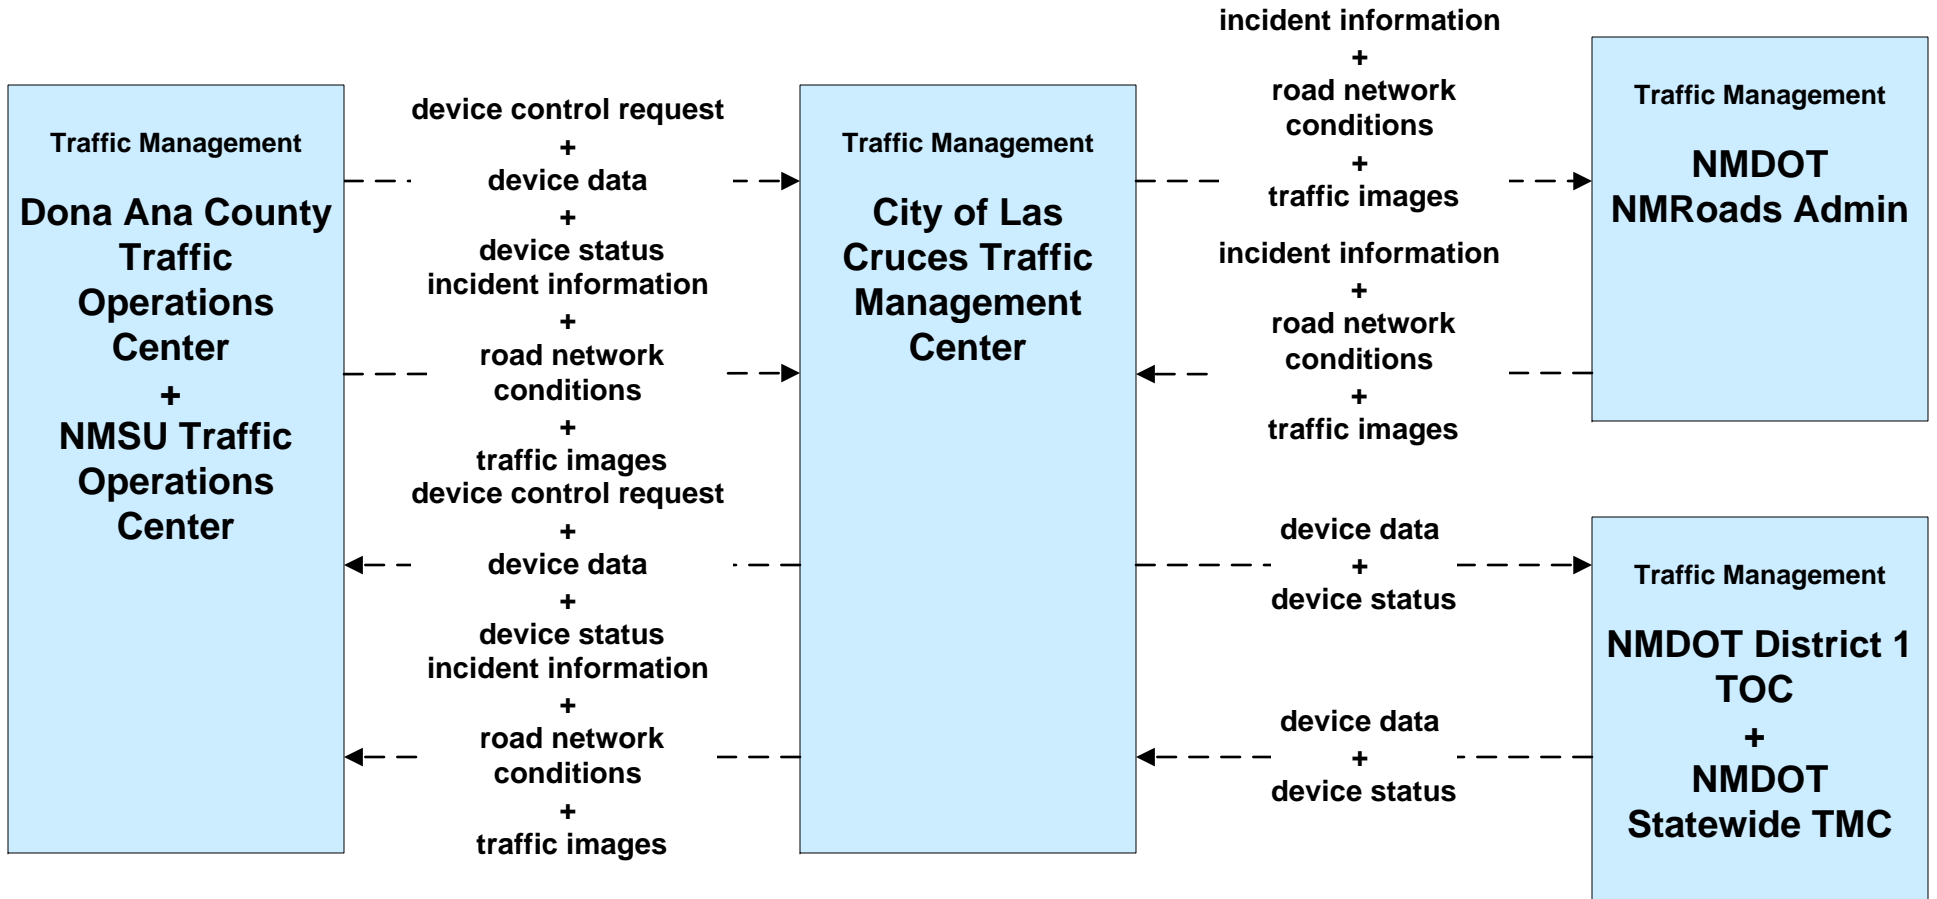 Traffic Management
Dona Ana County
Traffic
Operations
Center
+
NMSU Traffic
Operations
Center
device control request
+
device data
+
device status
incident information
+
road network
conditions
+
traffic images
device control request
+
device data
+
device status
incident information
+
road network
conditions
+
traffic images
Traffic Management
City of Las
Cruces Traffic
Management
Center
incident information
+
road network
conditions
+
traffic images
incident information
+
road network
conditions
+
traffic images
device data
+
device status
device data
+
device status
Traffic Management
NMDOT
NMRoads Admin
Traffic Management
NMDOT District 1
TOC
+
NMDOT
Statewide TMC